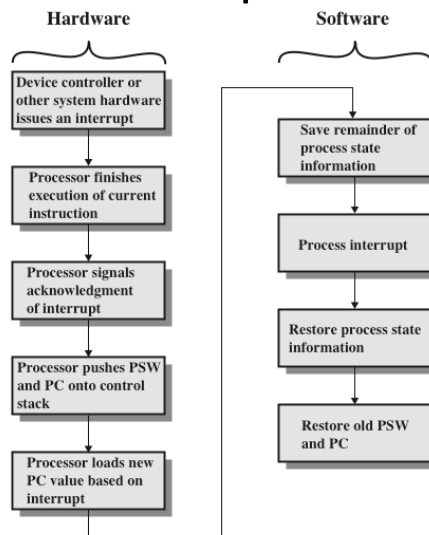 Hardware
Device controller or
other system hardware
issues an interrupt
Processor finishes
execution of current
instruction
Processor signals
acknowledgment
of interrupt
Processor pushes PSW
and PC onto control
stack
Processor loads new
PC value based on
interrupt
Software
Save remainder of
process state
information
Process interrupt
Restore process state
information
Restore old PSW
and PC